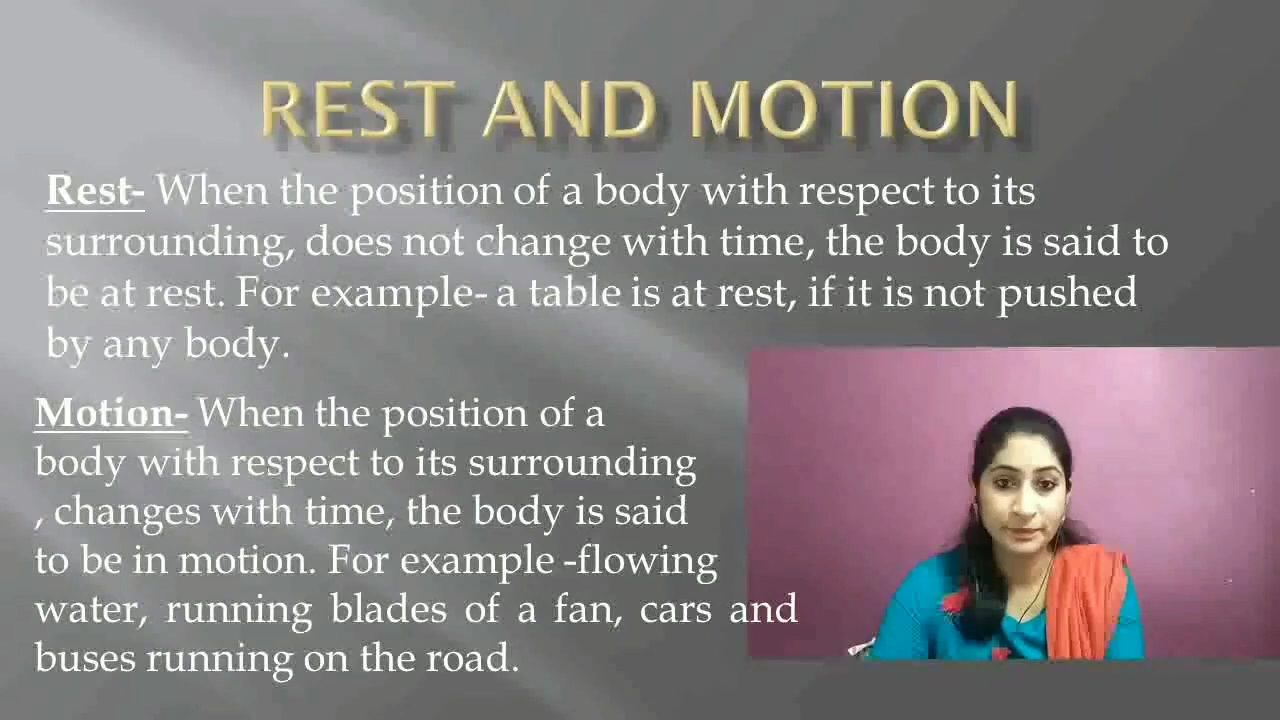 REST AND MOTION
Rest- When the position of a body with respect to its
surrounding, does not change with time, the body is said to
be at rest. For example- a table is at rest, if it is not pushed
by any body.
Motion- When the position of a
body with respect to its surrounding
, changes with time, the body is said
to be in motion. For example -flowing
water, running blades of a fan, cars and
buses running on the road.